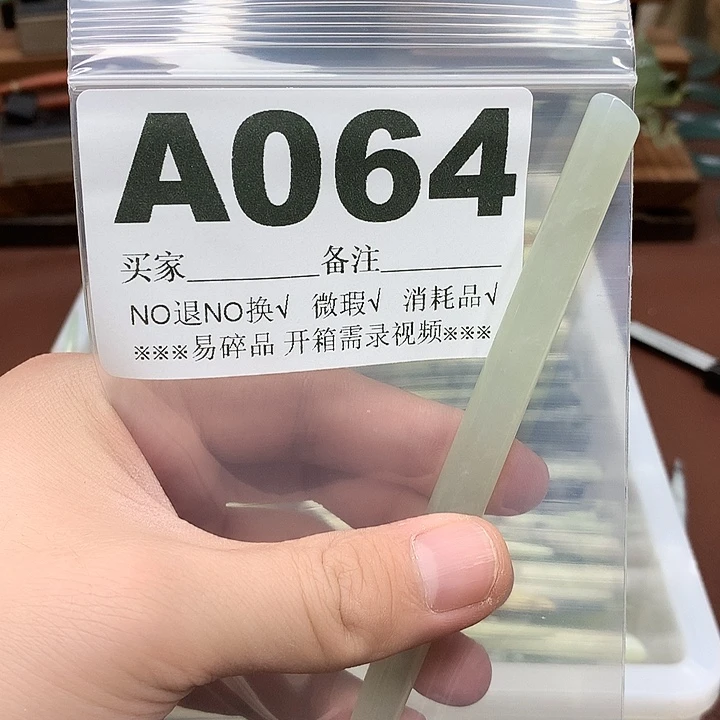 A064
买家________备注________
NO退NO换√ 微瑕√ 消耗品√
※※※易碎品 开箱需录视频※※※